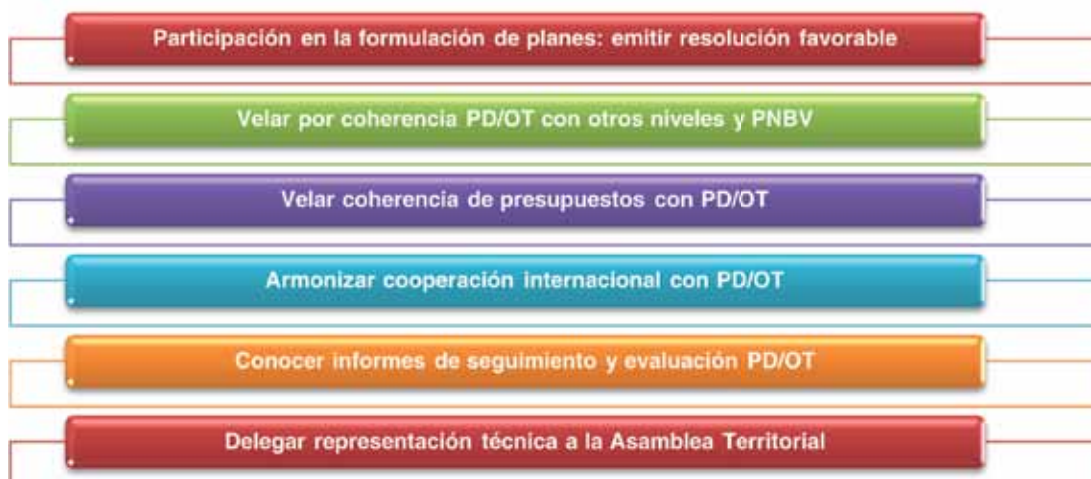 Participación en la formulación de planes: emitir resolución favorable
Velar por coherencia PD/OT con otros niveles y PNBV
Velar coherencia de presupuestos con PD/OT
Armonizar cooperación internacional con PD/OT
Conocer informes de seguimiento y evaluación PD/OT
Delegar representación técnica a la Asamblea Territorial